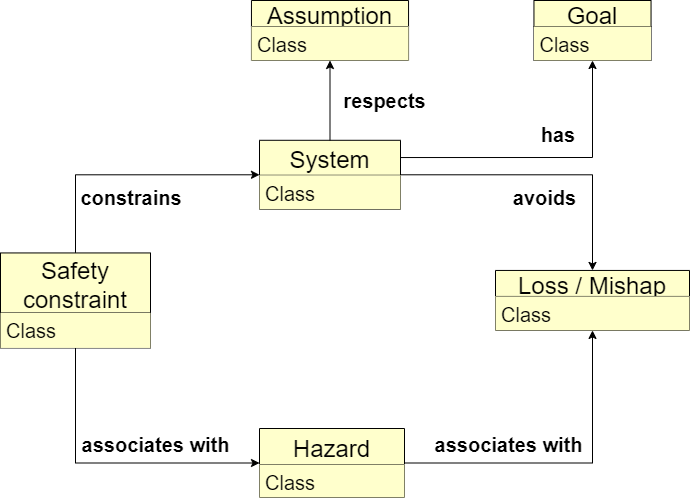 Assumption
Class
Goal
Class
respects
has
System
Class
constrains
avoids
Safety
constraint
Class
Loss / Mishap
Class
associates with
Hazard
Class
associates with